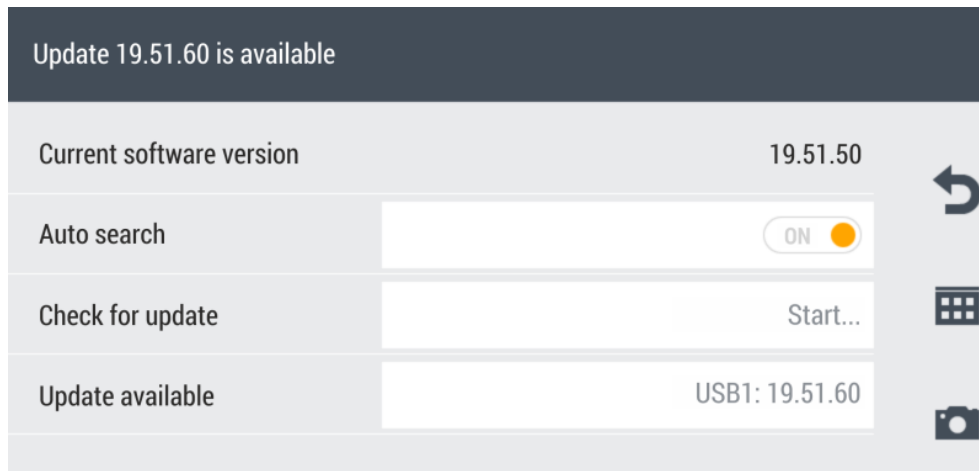 Update 19.51.60 is available
Current software version 19.51.50
Auto search ON
Check for update Start...
Update available USB1: 19.51.60